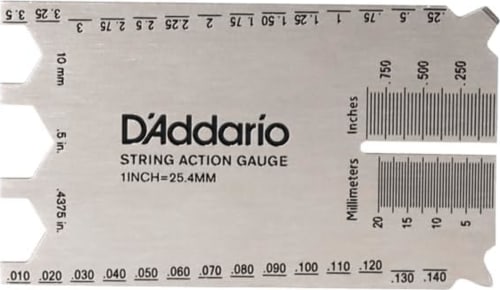 3.5 3.25 3 2.75 2.5 2.25 2 1.75 1.50 1.25 1 .75 .5 .25
10 mm
.5 in.
.4375 in.
D'Addario
STRING ACTION GAUGE
1INCH=25.4MM
Inches
.750 .500 .250
Millimeters
20 15 10 5
.010 .020 .030 .040 .050 .060 .070 .080 .090 .100 .110 .120 .130 .140